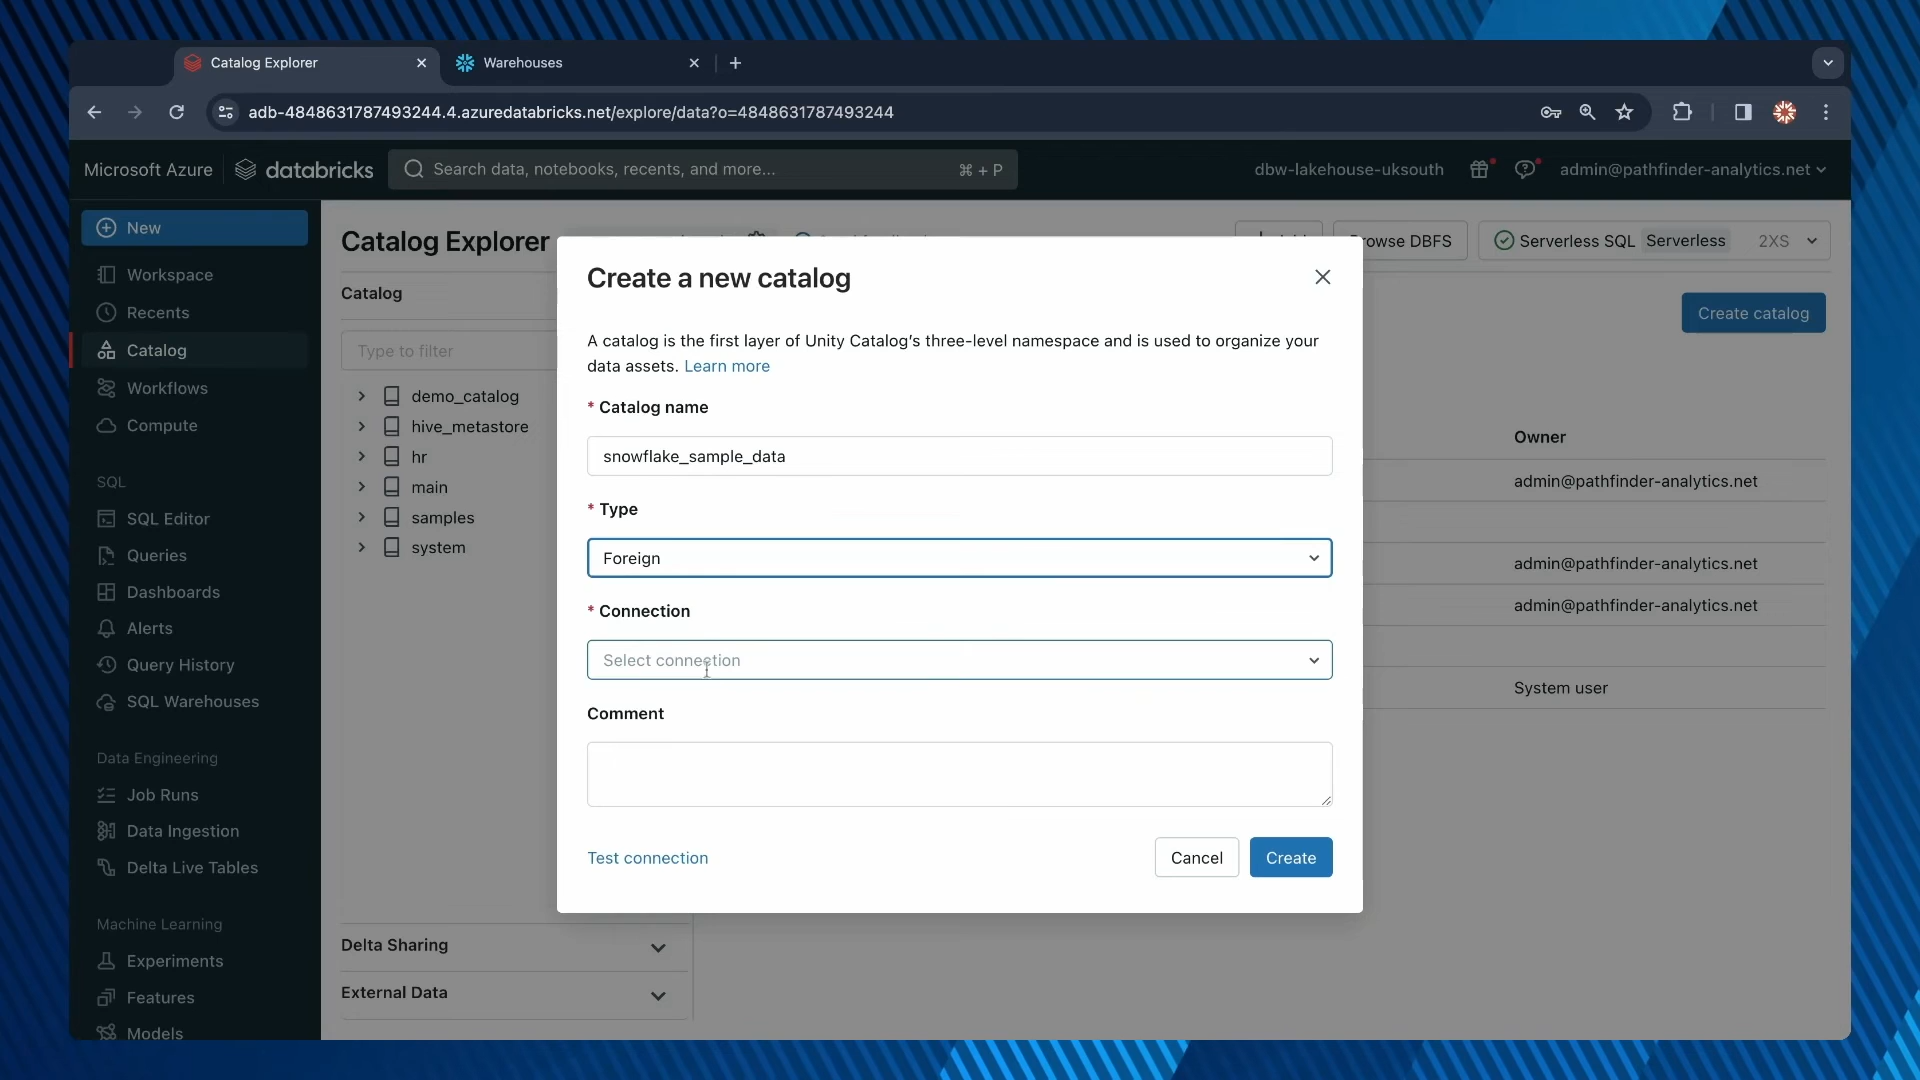 Catalog Explorer
Warehouses
adb-4848631787493244.4.azuredatabricks.net/explore/data?o=4848631787493244
Microsoft Azure
databricks
Search data, notebooks, recents, and more...
⌘ + P
dbw-lakehouse-uksouth
admin@pathfinder-analytics.net
New
Workspace
Recents
Catalog
Workflows
Compute
SQL
SQL Editor
Queries
Dashboards
Alerts
Query History
SQL Warehouses
Data Engineering
Job Runs
Data Ingestion
Delta Live Tables
Machine Learning
Experiments
Features
Models
Catalog Explorer
Browse DBFS
Serverless SQL Serverless 2XS
Create catalog
Catalog
Type to filter
demo_catalog
hive_metastore
hr
main
samples
system
Delta Sharing
External Data
Owner
admin@pathfinder-analytics.net
admin@pathfinder-analytics.net
admin@pathfinder-analytics.net
System user
Create a new catalog
A catalog is the first layer of Unity Catalog's three-level namespace and is used to organize your
data assets. Learn more
* Catalog name
snowflake_sample_data
* Type
Foreign
* Connection
Select connection
Comment
Test connection
Cancel
Create